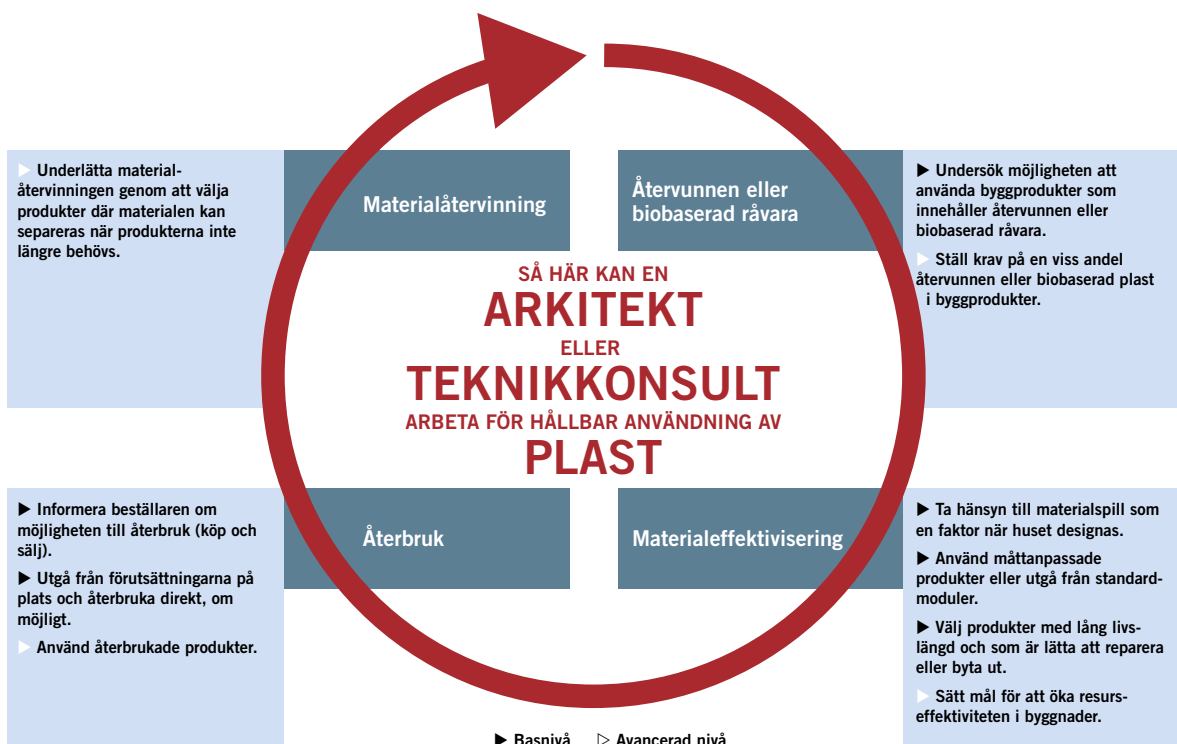 ▷ Underlätta material-
återvinningen genom att välja
produkter där materialen kan
separeras när produkterna inte
längre behövs.
Materialåtervinning
Återvunnen eller
biobaserad råvara
▶ Undersök möjligheten att
använda byggprodukter som
innehåller återvunnen eller
biobaserad råvara.
▷ Ställ krav på en viss andel
återvunnen eller biobaserad plast
i byggprodukter.
SÅ HÄR KAN EN
ARKITEKT
ELLER
TEKNIKKONSULT
ARBETA FÖR HÅLLBAR ANVÄNDNING AV
PLAST
▶ Informera beställaren om
möjligheten till återbruk (köp och
sälj).
▶ Utgå från förutsättningarna på
plats och återbruka direkt, om
möjligt.
▷ Använd återbrukade produkter.
Återbruk
Materialeffektivisering
▶ Ta hänsyn till materialspill som
en faktor när huset designas.
▶ Använd måttanpassade
produkter eller utgå från standard-
moduler.
▶ Välj produkter med lång livs-
längd och som är lätta att reparera
eller byta ut.
▷ Sätt mål för att öka resurs-
effektiviteten i byggnader.
▶ Basnivå ▷ Avancerad nivå